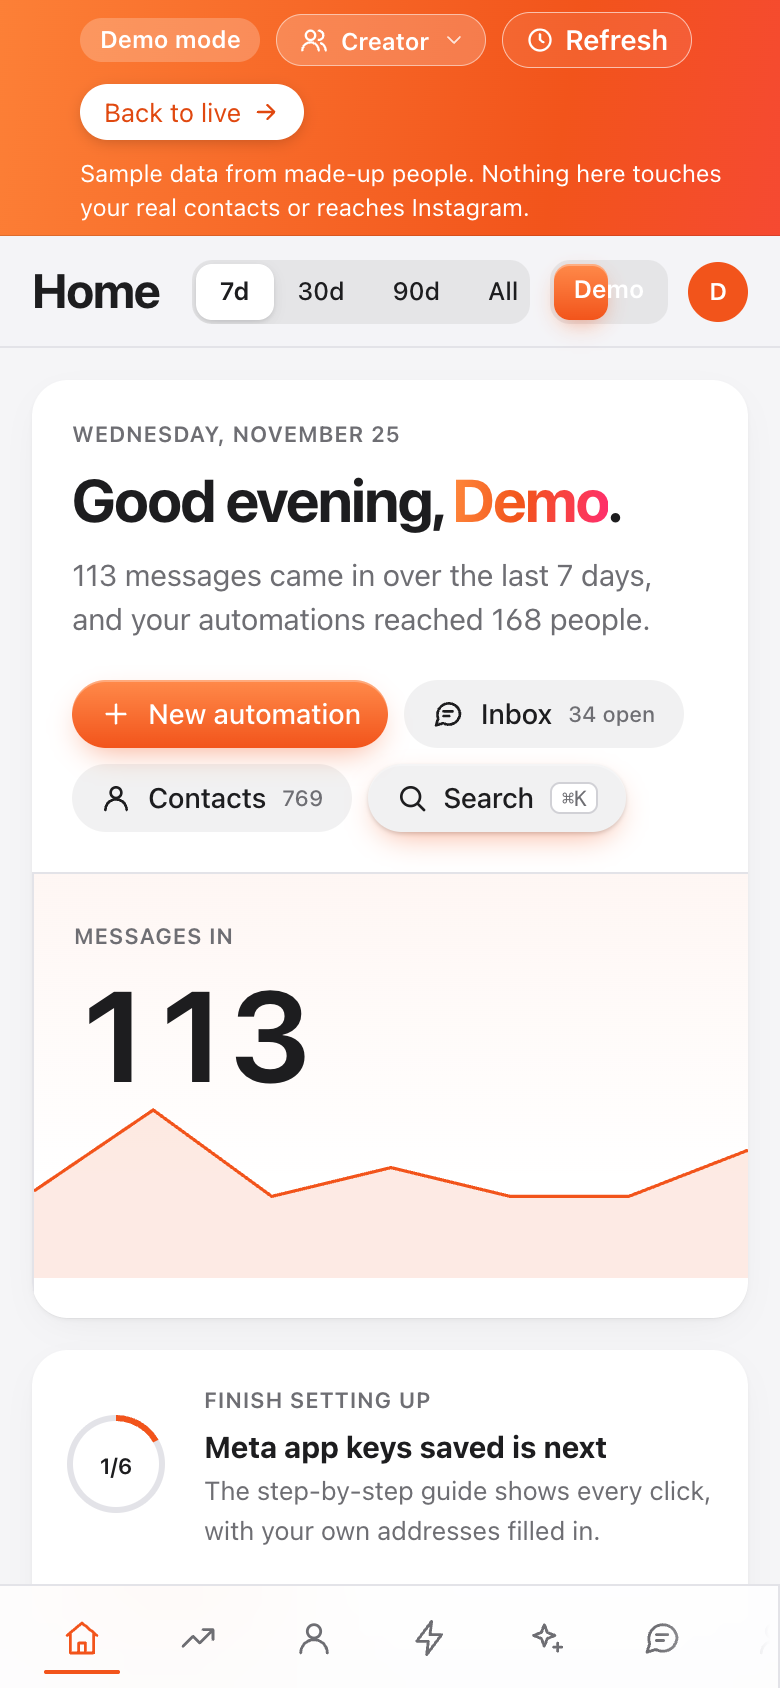 Demo mode
Creator
Refresh
Back to live
Sample data from made-up people. Nothing here touches
your real contacts or reaches Instagram.
Home
7d
30d
90d
All
Demo
D
WEDNESDAY, NOVEMBER 25
Good evening, Demo.
113 messages came in over the last 7 days,
and your automations reached 168 people.
New automation
Inbox 34 open
Contacts 769
Search ⌘K
MESSAGES IN
113
FINISH SETTING UP
1/6
Meta app keys saved is next
The step-by-step guide shows every click,
with your own addresses filled in.